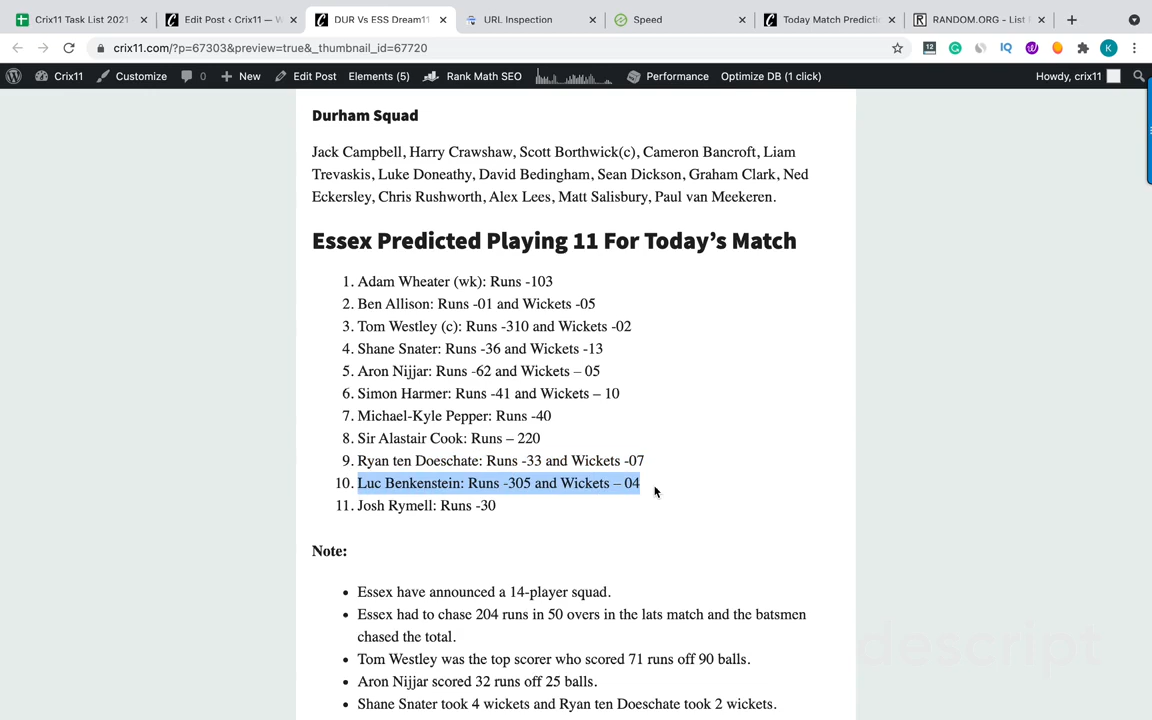 Crix11 Task List 2021
Edit Post ‹ Crix11 — W
DUR Vs ESS Dream11
URL Inspection
Speed
Today Match Predictio
RANDOM.ORG - List
crix11.com/?p=67303&preview=true&_thumbnail_id=67720
12
IQ
K
Crix11
Customize
0
New
Edit Post
Elements (5)
Rank Math SEO
Performance
Optimize DB (1 click)
Howdy, crix11
Durham Squad
Jack Campbell, Harry Crawshaw, Scott Borthwick(c), Cameron Bancroft, Liam
Trevaskis, Luke Doneathy, David Bedingham, Sean Dickson, Graham Clark, Ned
Eckersley, Chris Rushworth, Alex Lees, Matt Salisbury, Paul van Meekeren.
Essex Predicted Playing 11 For Today’s Match
1. Adam Wheater (wk): Runs -103
2. Ben Allison: Runs -01 and Wickets -05
3. Tom Westley (c): Runs -310 and Wickets -02
4. Shane Snater: Runs -36 and Wickets -13
5. Aron Nijjar: Runs -62 and Wickets – 05
6. Simon Harmer: Runs -41 and Wickets – 10
7. Michael-Kyle Pepper: Runs -40
8. Sir Alastair Cook: Runs – 220
9. Ryan ten Doeschate: Runs -33 and Wickets -07
10. Luc Benkenstein: Runs -305 and Wickets – 04
11. Josh Rymell: Runs -30
Note:
• Essex have announced a 14-player squad.
• Essex had to chase 204 runs in 50 overs in the lats match and the batsmen
chased the total.
• Tom Westley was the top scorer who scored 71 runs off 90 balls.
• Aron Nijjar scored 32 runs off 25 balls.
• Shane Snater took 4 wickets and Ryan ten Doeschate took 2 wickets.
descript